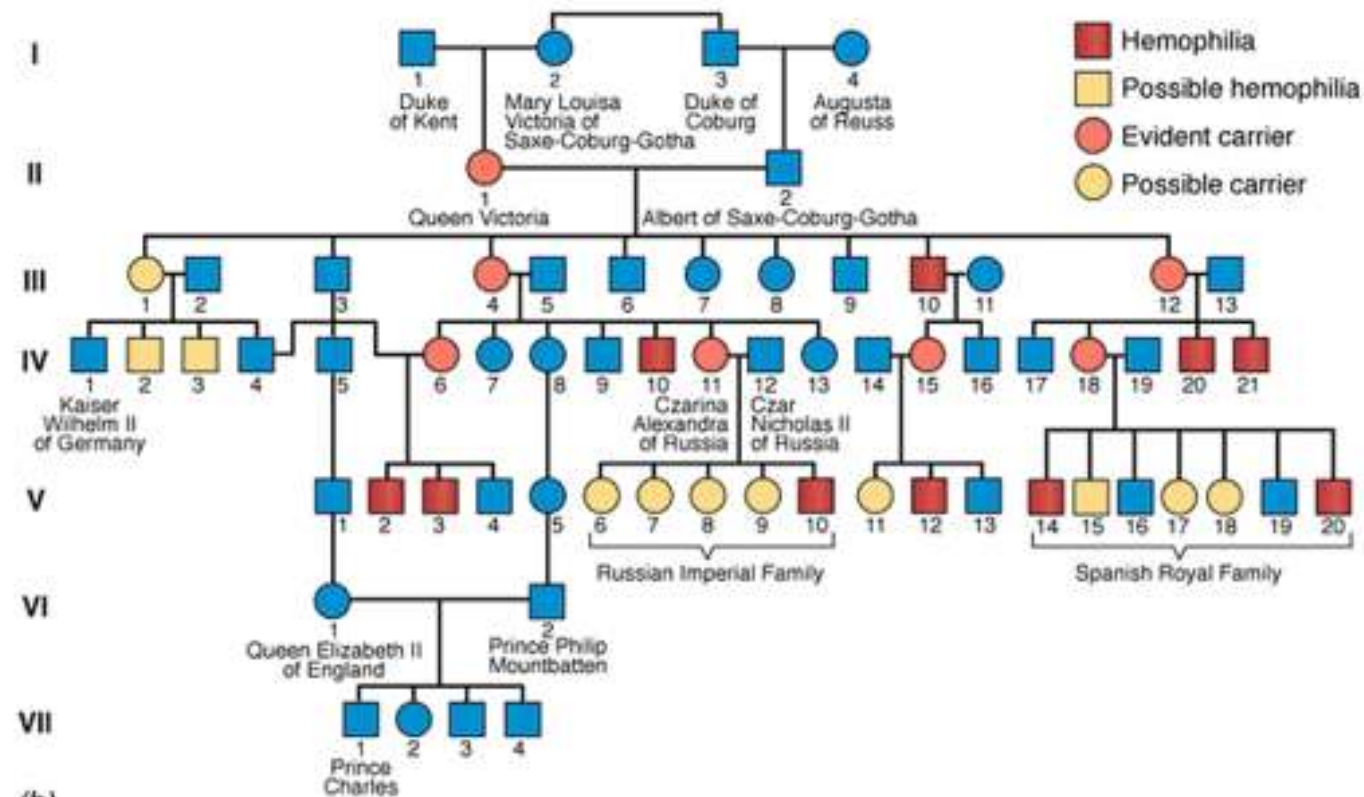 I
1
2
3
4
Duke
of Kent
Mary Louisa
Victoria of
Saxe-Coburg-Gotha
Duke of
Coburg
Augusta
of Reuss
Hemophilia
Possible hemophilia
Evident carrier
Possible carrier
II
1
2
Queen Victoria
Albert of Saxe-Coburg-Gotha
III
1 2 3 4 5 6 7 8 9 10 11 12 13
IV
1 2 3 4 5 6 7 8 9 10 11 12 13 14 15 16 17 18 19 20 21
Kaiser
Wilhelm II
of Germany
Czarina
Alexandra
of Russia
Czar
Nicholas II
of Russia
V
1 2 3 4 5 6 7 8 9 10 11 12 13 14 15 16 17 18 19 20
Russian Imperial Family
Spanish Royal Family
VI
1
2
Queen Elizabeth II
of England
Prince Philip
Mountbatten
VII
1 2 3 4
Prince
Charles